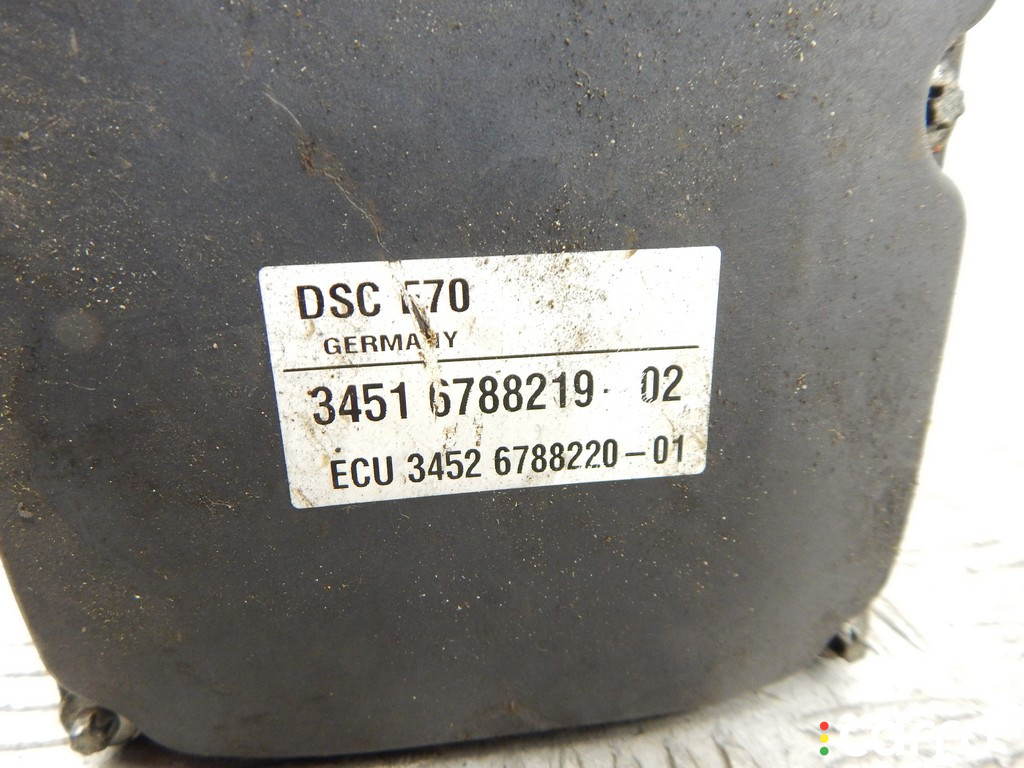 DSC E70
GERMANY
3451 6788219- 02
ECU 3452 6788220-01